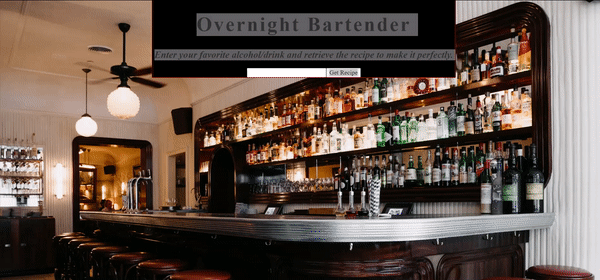 Overnight Bartender
Enter your favorite alcohol/drink and retrieve the recipe to make it perfectly.
Get Recipe